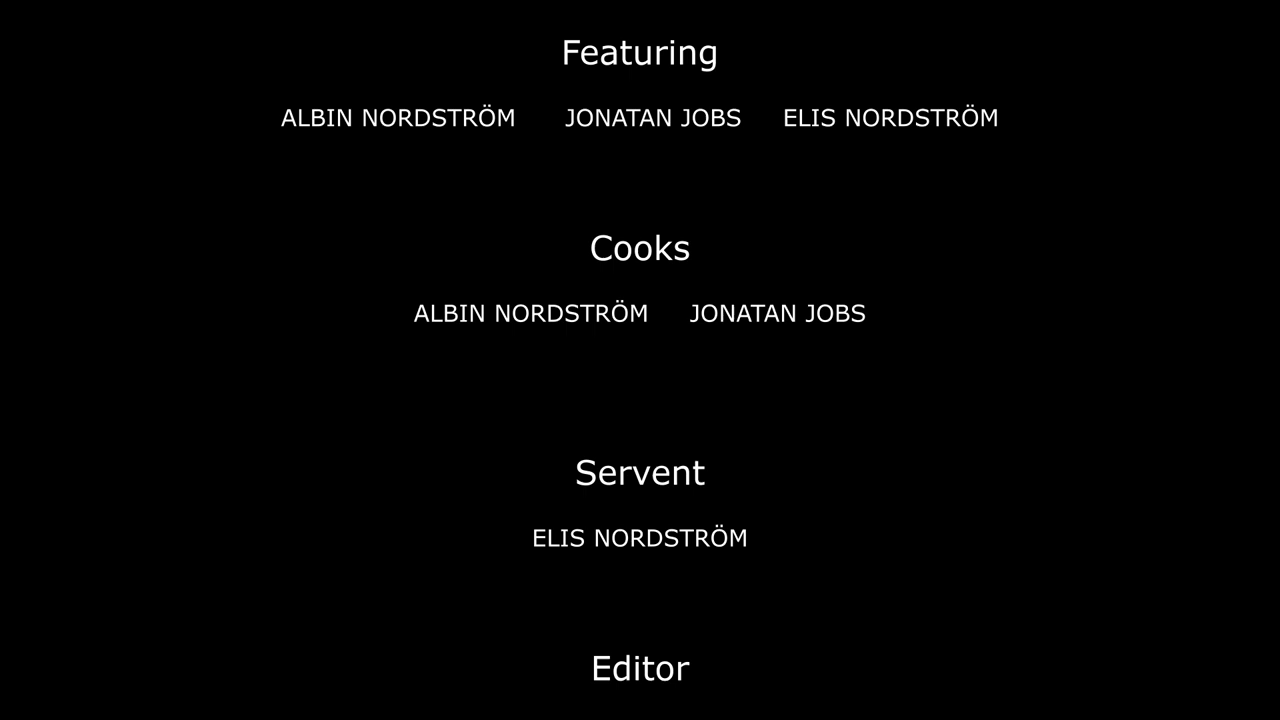 Featuring
ALBIN NORDSTRÖM JONATAN JOBS ELIS NORDSTRÖM
Cooks
ALBIN NORDSTRÖM JONATAN JOBS
Servent
ELIS NORDSTRÖM
Editor